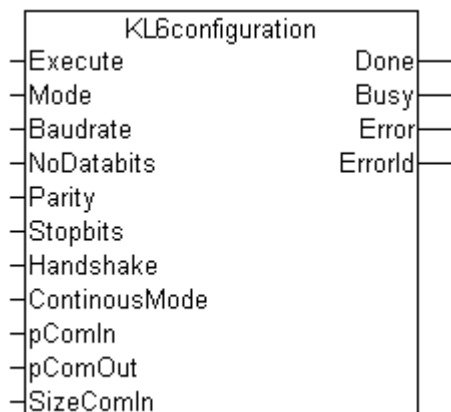 KL6configuration
Execute Done
Mode Busy
Baudrate Error
NoDatabits ErrorId
Parity
Stopbits
Handshake
ContinousMode
pComIn
pComOut
SizeComIn